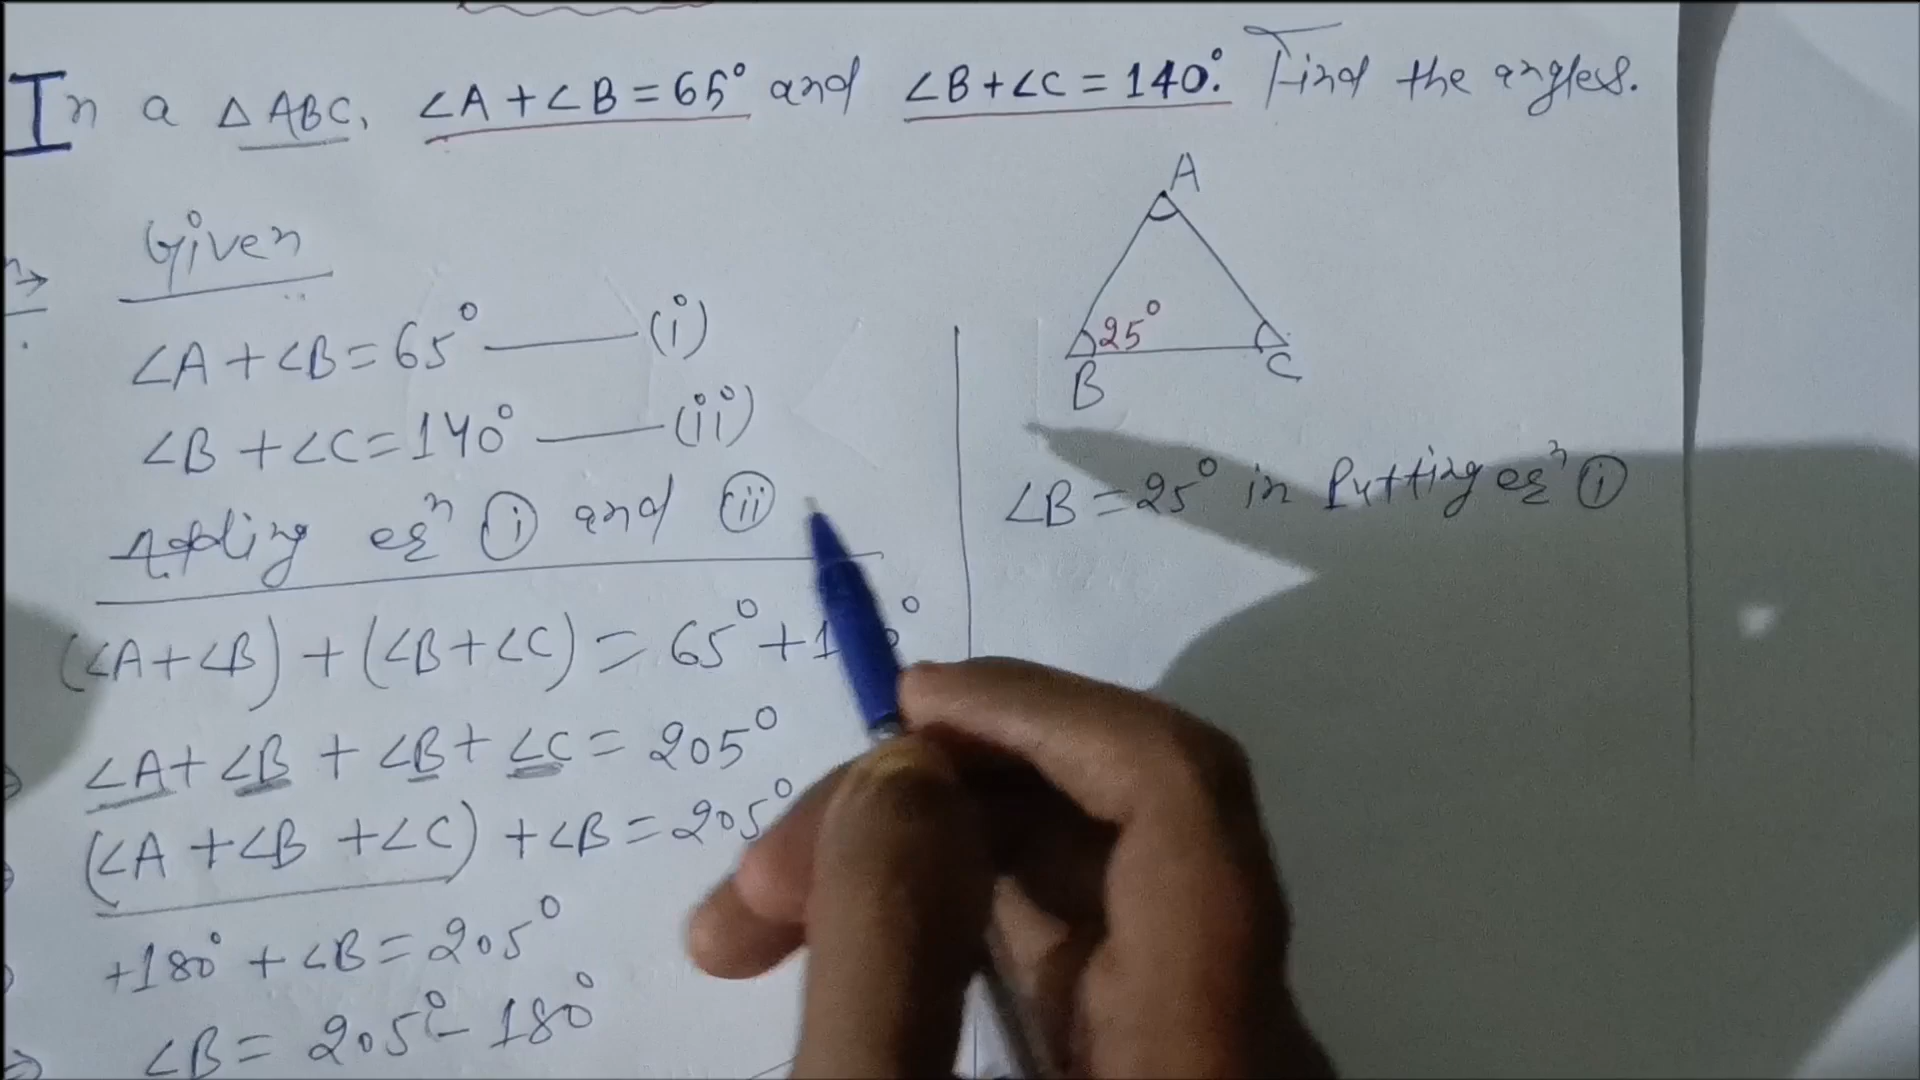 In a △ABC, ∠A+∠B=65° and ∠B+∠C=140°. Find the angles.
Given
∠A+∠B=65° (i)
∠B+∠C=140° (ii)
eqⁿ (i) and (ii)
(∠A+∠B)+(∠B+∠C)=65°+1
∠A+∠B+∠B+∠C=205°
(∠A+∠B+∠C)+∠B=205°
+180°+∠B=205°
∠B=205°-180°
A
25°
B
C
∠B=25° in Putting eqⁿ (i)